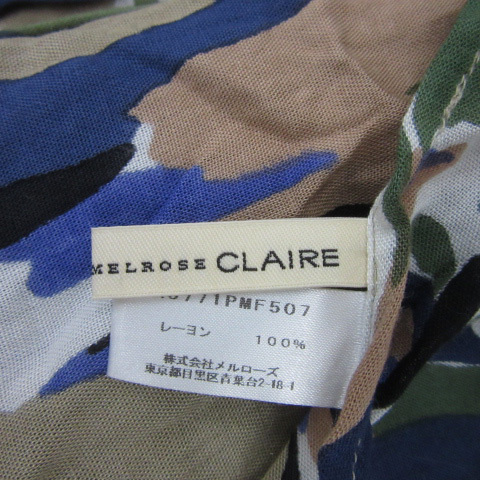 MELROSE CLAIRE
771PMF507
レーヨン 100%
株式会社メルローズ
東京都目黒区青葉台2-18-1